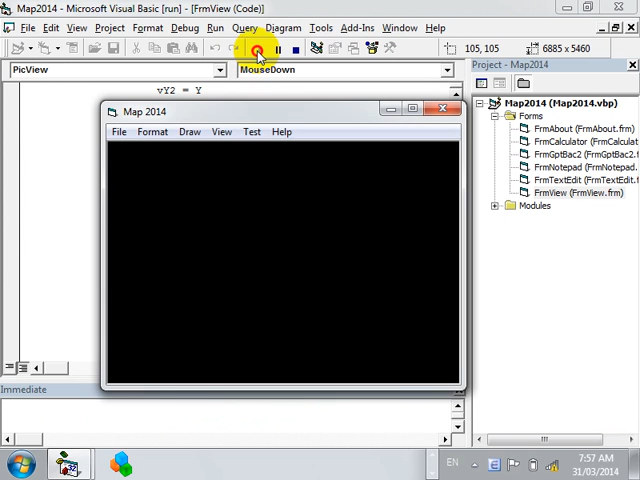 Map2014 - Microsoft Visual Basic [run] - [FrmView (Code)]
File Edit View Project Format Debug Run Query Diagram Tools Add-Ins Window Help
105, 105 6885 x 5460
PicView MouseDown
Project - Map2014
Y2 = Y
Map 2014
File Format Draw View Test Help
Map2014 (Map2014.vbp)
Forms
FrmAbout (FrmAbout.frm)
FrmCalculator (FrmCalculat
FrmGptBac2 (FrmGptBac2.f
FrmNotepad (FrmNotepad.
FrmTextEdit (FrmTextEdit.
FrmView (FrmView.frm)
Modules
Immediate
EN
7:57 AM
31/03/2014